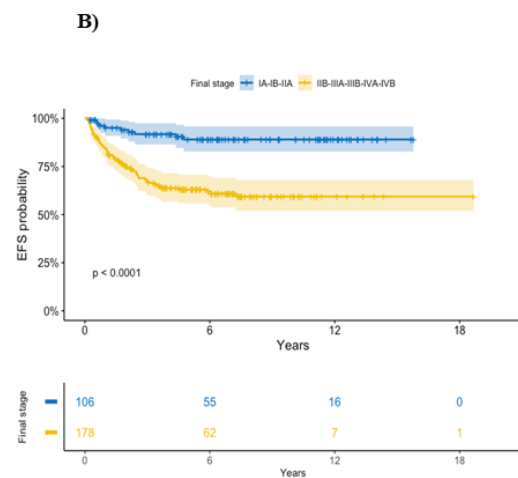 B)
Final stage IA-IB-IIA IIB-IIIA-IIIB-IVA-IVB
100%
75%
50%
25%
0%
EFS probability
p < 0.0001
0 6 12 18
Years
Final stage
106 55 16 0
178 62 7 1
0 6 12 18
Years